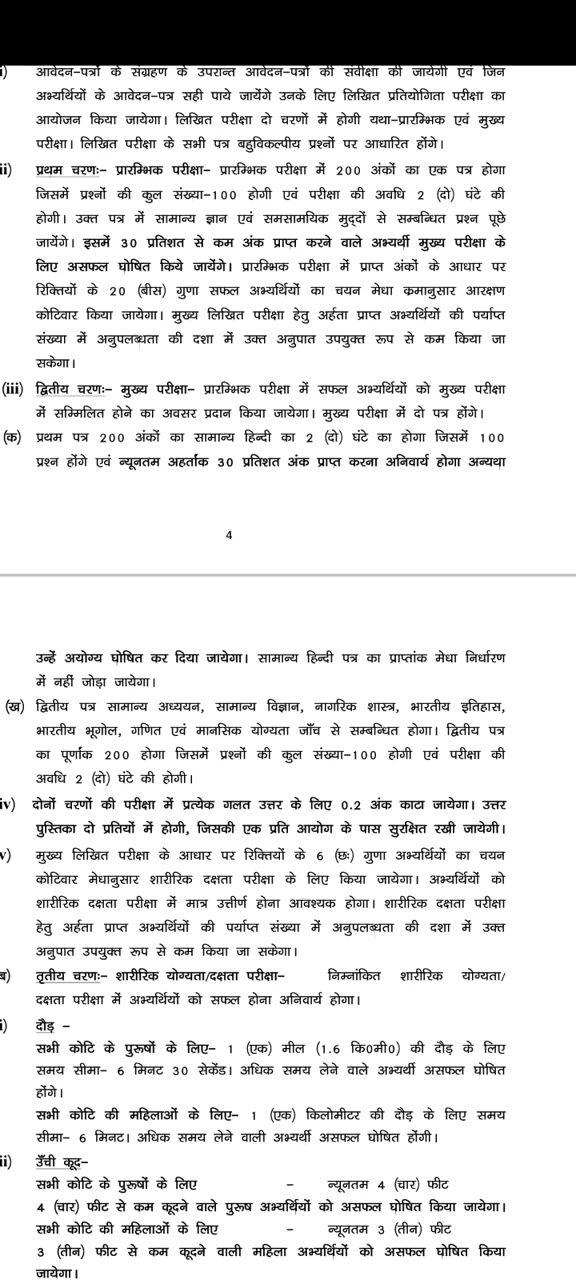 i) आवेदन–पत्रों के संग्रहण के उपरान्त आवेदन–पत्रों की संवीक्षा की जायेगी एवं जिन
अभ्यर्थियों के आवेदन–पत्र सही पाये जायेंगे उनके लिए लिखित प्रतियोगिता परीक्षा का
आयोजन किया जायेगा। लिखित परीक्षा दो चरणों में होगी यथा–प्रारम्भिक एवं मुख्य
परीक्षा। लिखित परीक्षा के सभी पत्र बहुविकल्पीय प्रश्नों पर आधारित होंगे।
ii) प्रथम चरणः– प्रारम्भिक परीक्षा– प्रारम्भिक परीक्षा में 200 अंकों का एक पत्र होगा
जिसमें प्रश्नों की कुल संख्या–100 होगी एवं परीक्षा की अवधि 2 (दो) घंटे की
होगी। उक्त पत्र में सामान्य ज्ञान एवं समसामयिक मुद्दों से सम्बन्धित प्रश्न पूछे
जायेंगे। इसमें 30 प्रतिशत से कम अंक प्राप्त करने वाले अभ्यर्थी मुख्य परीक्षा के
लिए असफल घोषित किये जायेंगे। प्रारम्भिक परीक्षा में प्राप्त अंकों के आधार पर
रिक्तियों के 20 (बीस) गुणा सफल अभ्यर्थियों का चयन मेधा क्रमानुसार आरक्षण
कोटिवार किया जायेगा। मुख्य लिखित परीक्षा हेतु अर्हता प्राप्त अभ्यर्थियों की पर्याप्त
संख्या में अनुपलब्धता की दशा में उक्त अनुपात उपयुक्त रूप से कम किया जा
सकेगा।
(iii) द्वितीय चरणः– मुख्य परीक्षा– प्रारम्भिक परीक्षा में सफल अभ्यर्थियों को मुख्य परीक्षा
में सम्मिलित होने का अवसर प्रदान किया जायेगा। मुख्य परीक्षा में दो पत्र होंगे।
(क) प्रथम पत्र 200 अंकों का सामान्य हिन्दी का 2 (दो) घंटे का होगा जिसमें 100
प्रश्न होंगे एवं न्यूनतम अहर्तांक 30 प्रतिशत अंक प्राप्त करना अनिवार्य होगा अन्यथा
4
उन्हें अयोग्य घोषित कर दिया जायेगा। सामान्य हिन्दी पत्र का प्राप्तांक मेधा निर्धारण
में नहीं जोड़ा जायेगा।
(ख) द्वितीय पत्र सामान्य अध्ययन, सामान्य विज्ञान, नागरिक शास्त्र, भारतीय इतिहास,
भारतीय भूगोल, गणित एवं मानसिक योग्यता जाँच से सम्बन्धित होगा। द्वितीय पत्र
का पूर्णांक 200 होगा जिसमें प्रश्नों की कुल संख्या–100 होगी एवं परीक्षा की
अवधि 2 (दो) घंटे की होगी।
iv) दोनों चरणों की परीक्षा में प्रत्येक गलत उत्तर के लिए 0.2 अंक काटा जायेगा। उत्तर
पुस्तिका दो प्रतियों में होगी, जिसकी एक प्रति आयोग के पास सुरक्षित रखी जायेगी।
v) मुख्य लिखित परीक्षा के आधार पर रिक्तियों के 6 (छः) गुणा अभ्यर्थियों का चयन
कोटिवार मेधानुसार शारीरिक दक्षता परीक्षा के लिए किया जायेगा। अभ्यर्थियों को
शारीरिक दक्षता परीक्षा में मात्र उत्तीर्ण होना आवश्यक होगा। शारीरिक दक्षता परीक्षा
हेतु अर्हता प्राप्त अभ्यर्थियों की पर्याप्त संख्या में अनुपलब्धता की दशा में उक्त
अनुपात उपयुक्त रूप से कम किया जा सकेगा।
ब) तृतीय चरणः– शारीरिक योग्यता/दक्षता परीक्षा– निम्नांकित शारीरिक योग्यता/
दक्षता परीक्षा में अभ्यर्थियों को सफल होना अनिवार्य होगा।
i) दौड़ –
सभी कोटि के पुरूषों के लिए– 1 (एक) मील (1.6 कि0मी0) की दौड़ के लिए
समय सीमा– 6 मिनट 30 सेकेंड। अधिक समय लेने वाले अभ्यर्थी असफल घोषित
होंगे।
सभी कोटि की महिलाओं के लिए– 1 (एक) किलोमीटर की दौड़ के लिए समय
सीमा– 6 मिनट। अधिक समय लेने वाली अभ्यर्थी असफल घोषित होंगी।
ii) उँची कूद–
सभी कोटि के पुरूषों के लिए – न्यूनतम 4 (चार) फीट
4 (चार) फीट से कम कूदने वाले पुरूष अभ्यर्थियों को असफल घोषित किया जायेगा।
सभी कोटि की महिलाओं के लिए – न्यूनतम 3 (तीन) फीट
3 (तीन) फीट से कम कूदने वाली महिला अभ्यर्थियों को असफल घोषित किया
जायेगा।